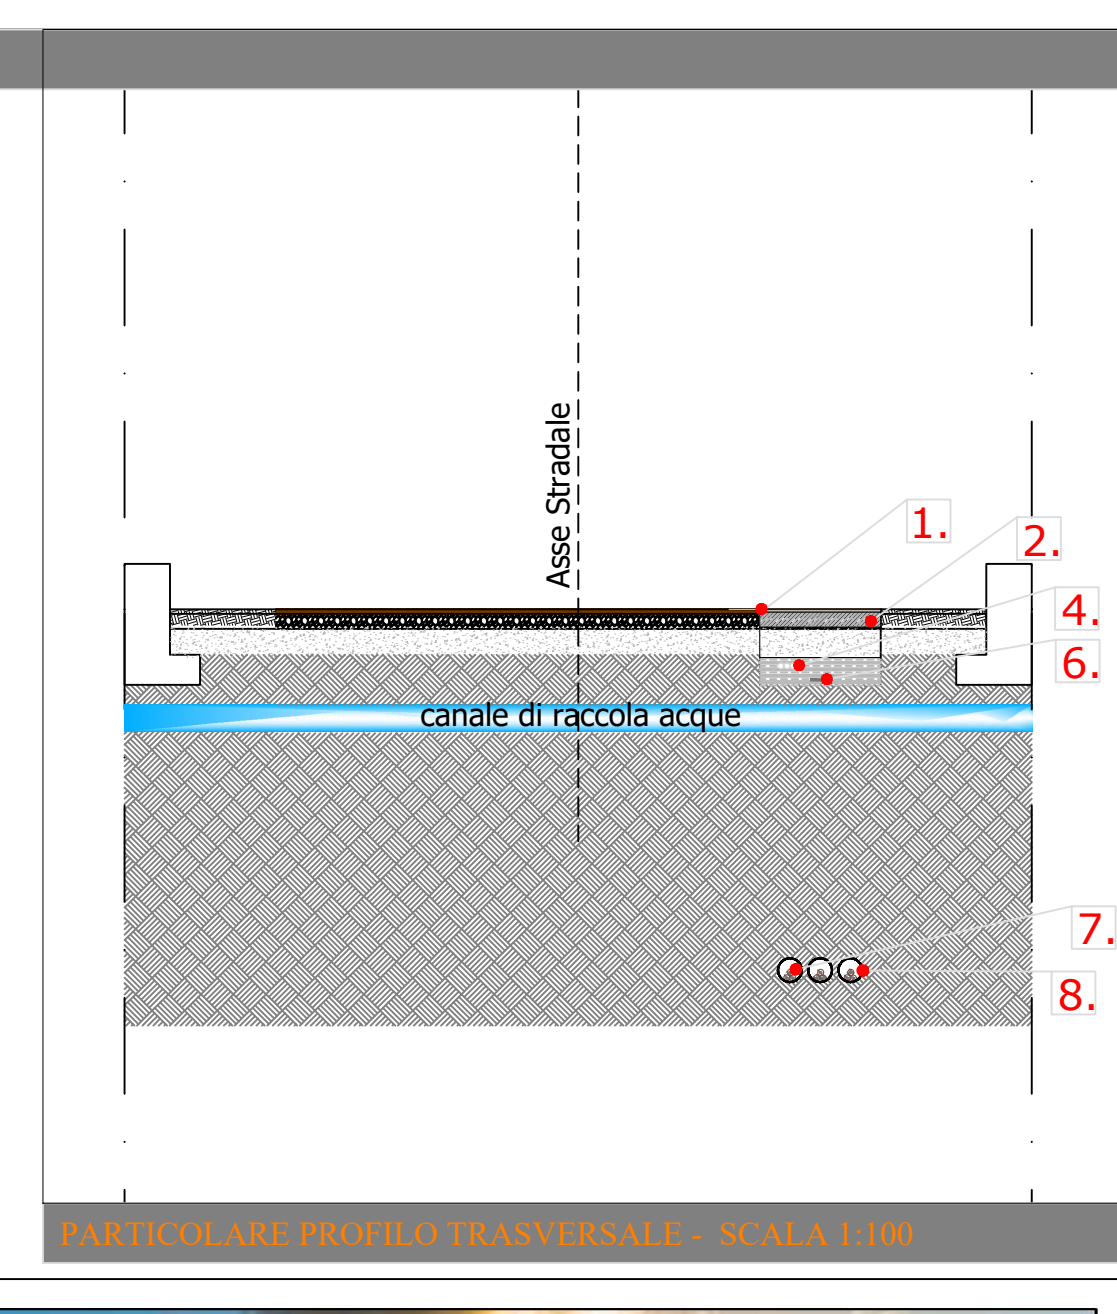 Asse Stradale
1.
2.
4.
6.
canale di raccola acque
7.
8.
PARTICOLARE PROFILO TRASVERSALE - SCALA 1:100